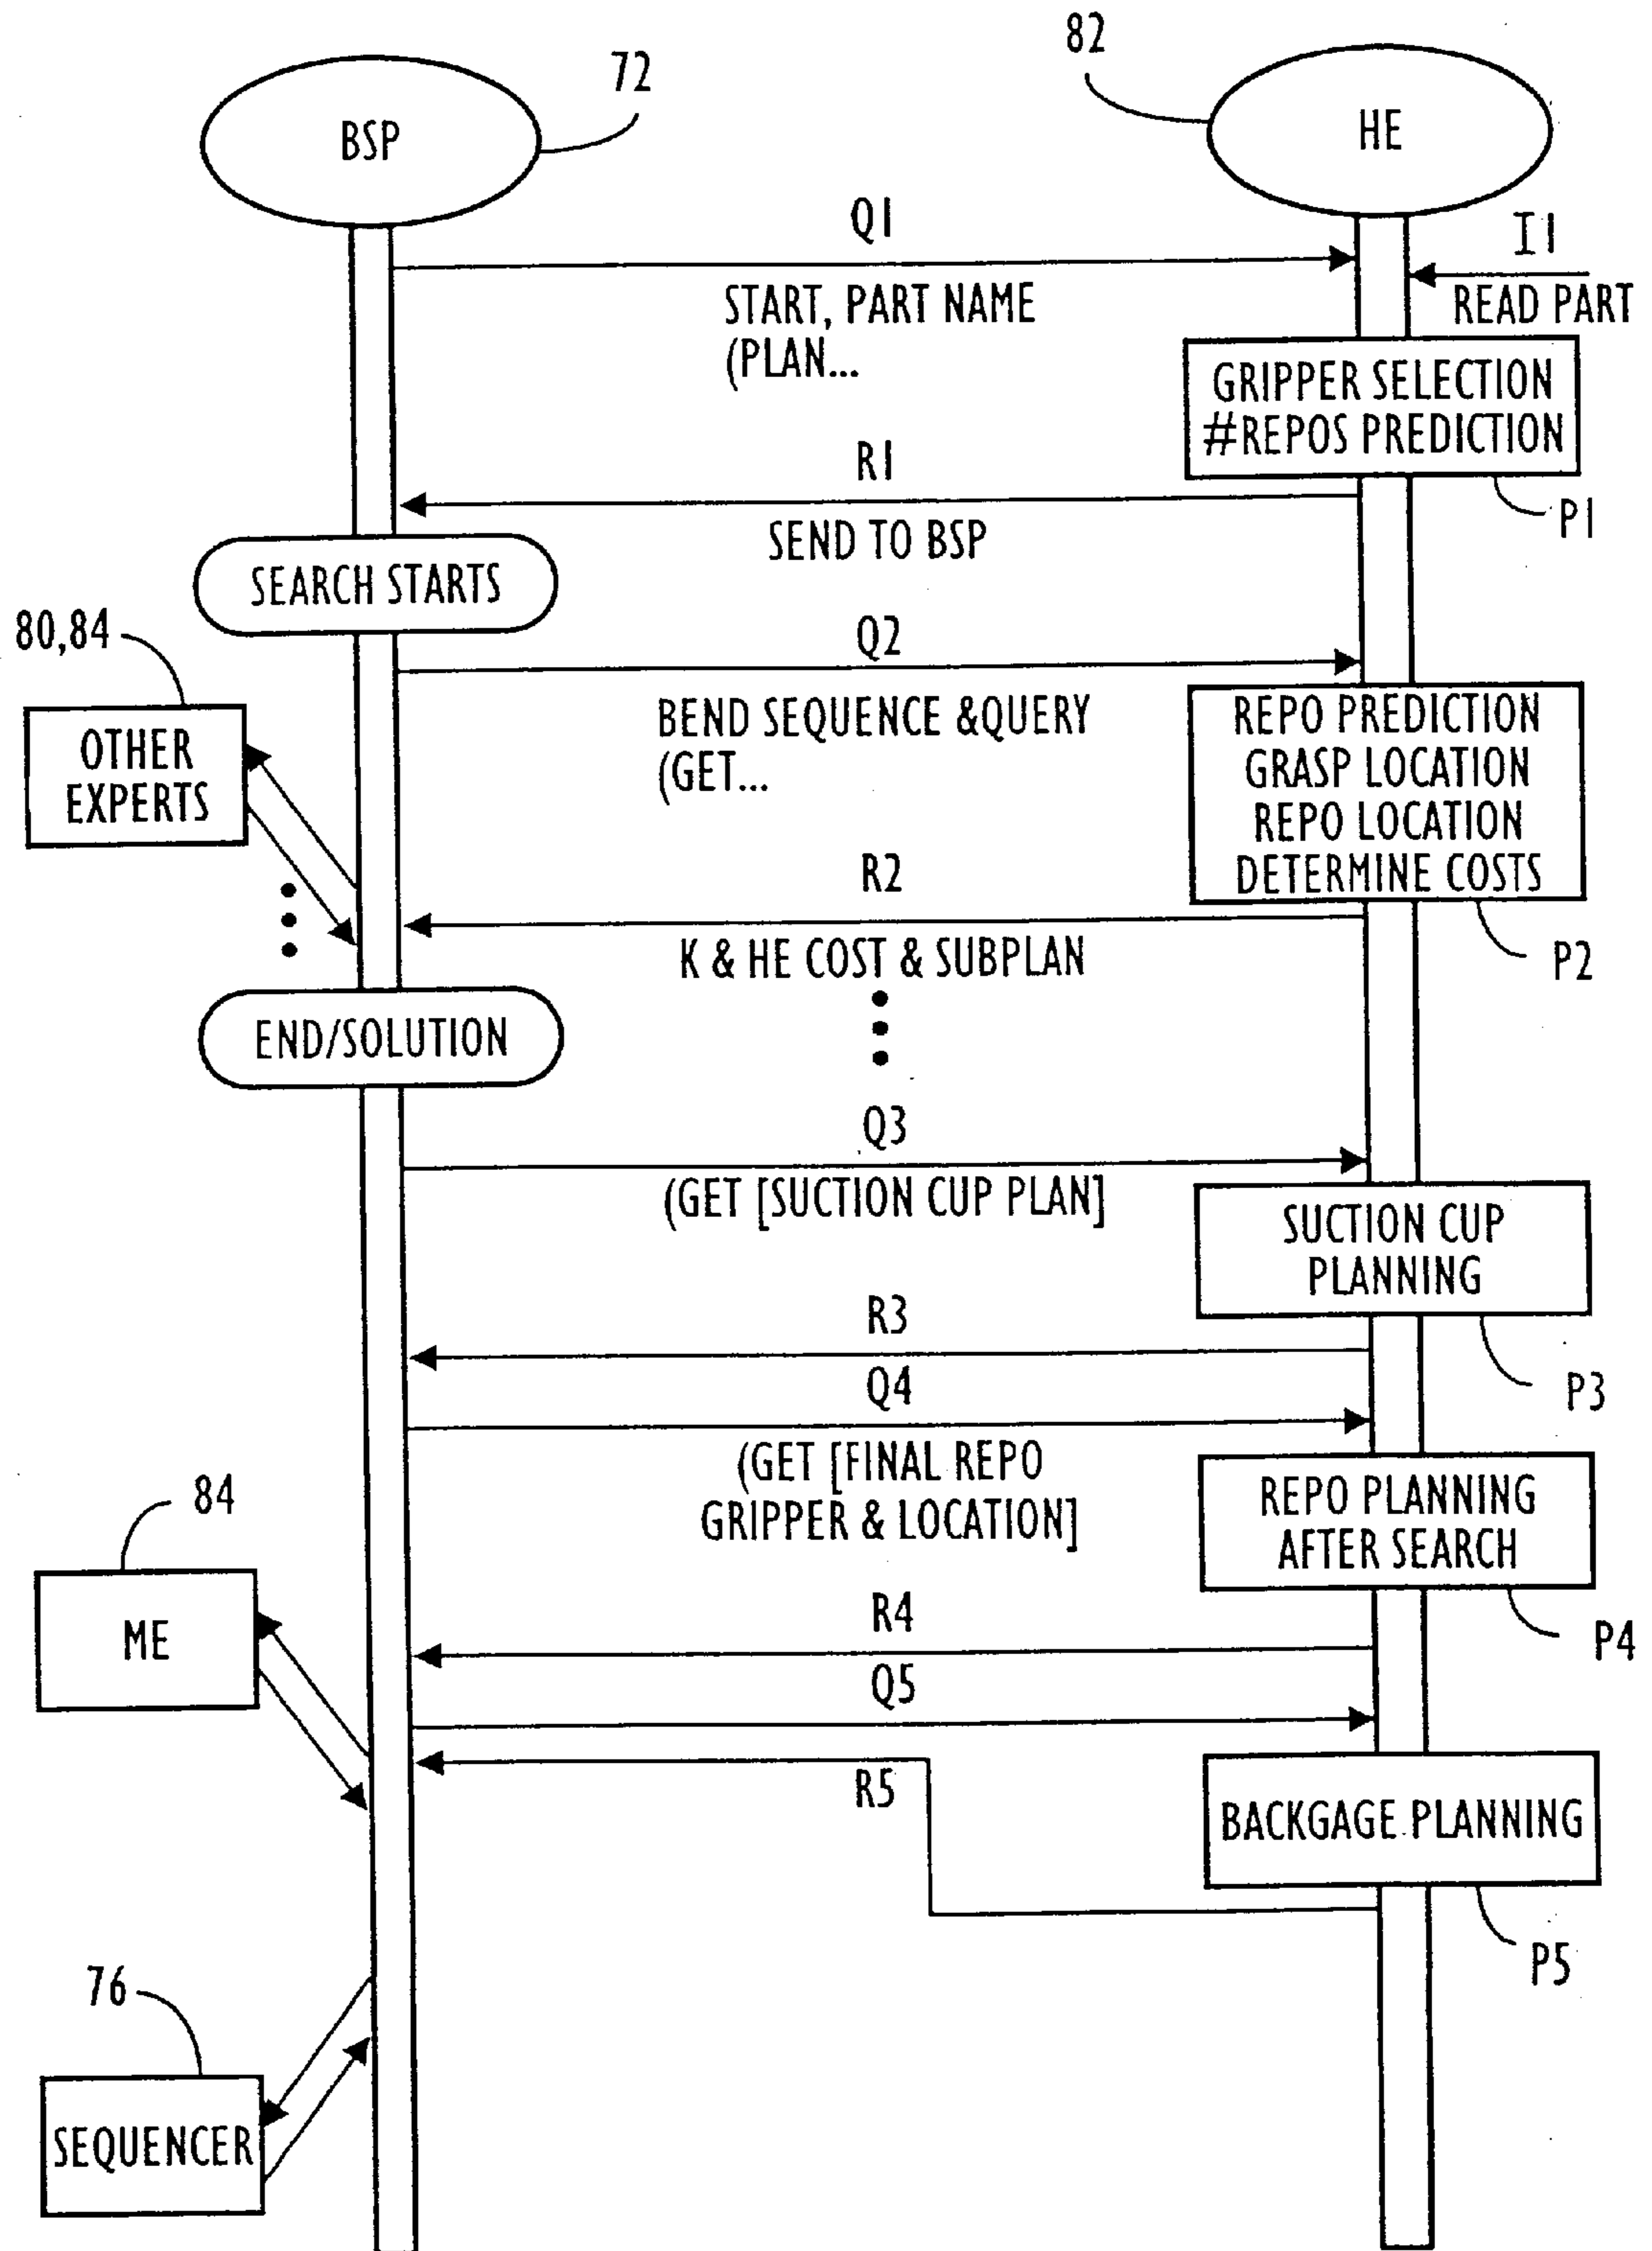 82
72
BSP
HE
Q1
I1
START, PART NAME
(PLAN...
READ PART
GRIPPER SELECTION
#REPOS PREDICTION
R1
P1
SEND TO BSP
SEARCH STARTS
80,84
Q2
BEND SEQUENCE &QUERY
(GET...
REPO PREDICTION
GRASP LOCATION
REPO LOCATION
DETERMINE COSTS
OTHER
EXPERTS
R2
K & HE COST & SUBPLAN
P2
END/SOLUTION
Q3
(GET [SUCTION CUP PLAN]
SUCTION CUP
PLANNING
R3
P3
Q4
(GET [FINAL REPO
GRIPPER & LOCATION]
REPO PLANNING
AFTER SEARCH
84
ME
R4
P4
Q5
R5
BACKGAGE PLANNING
P5
76
SEQUENCER